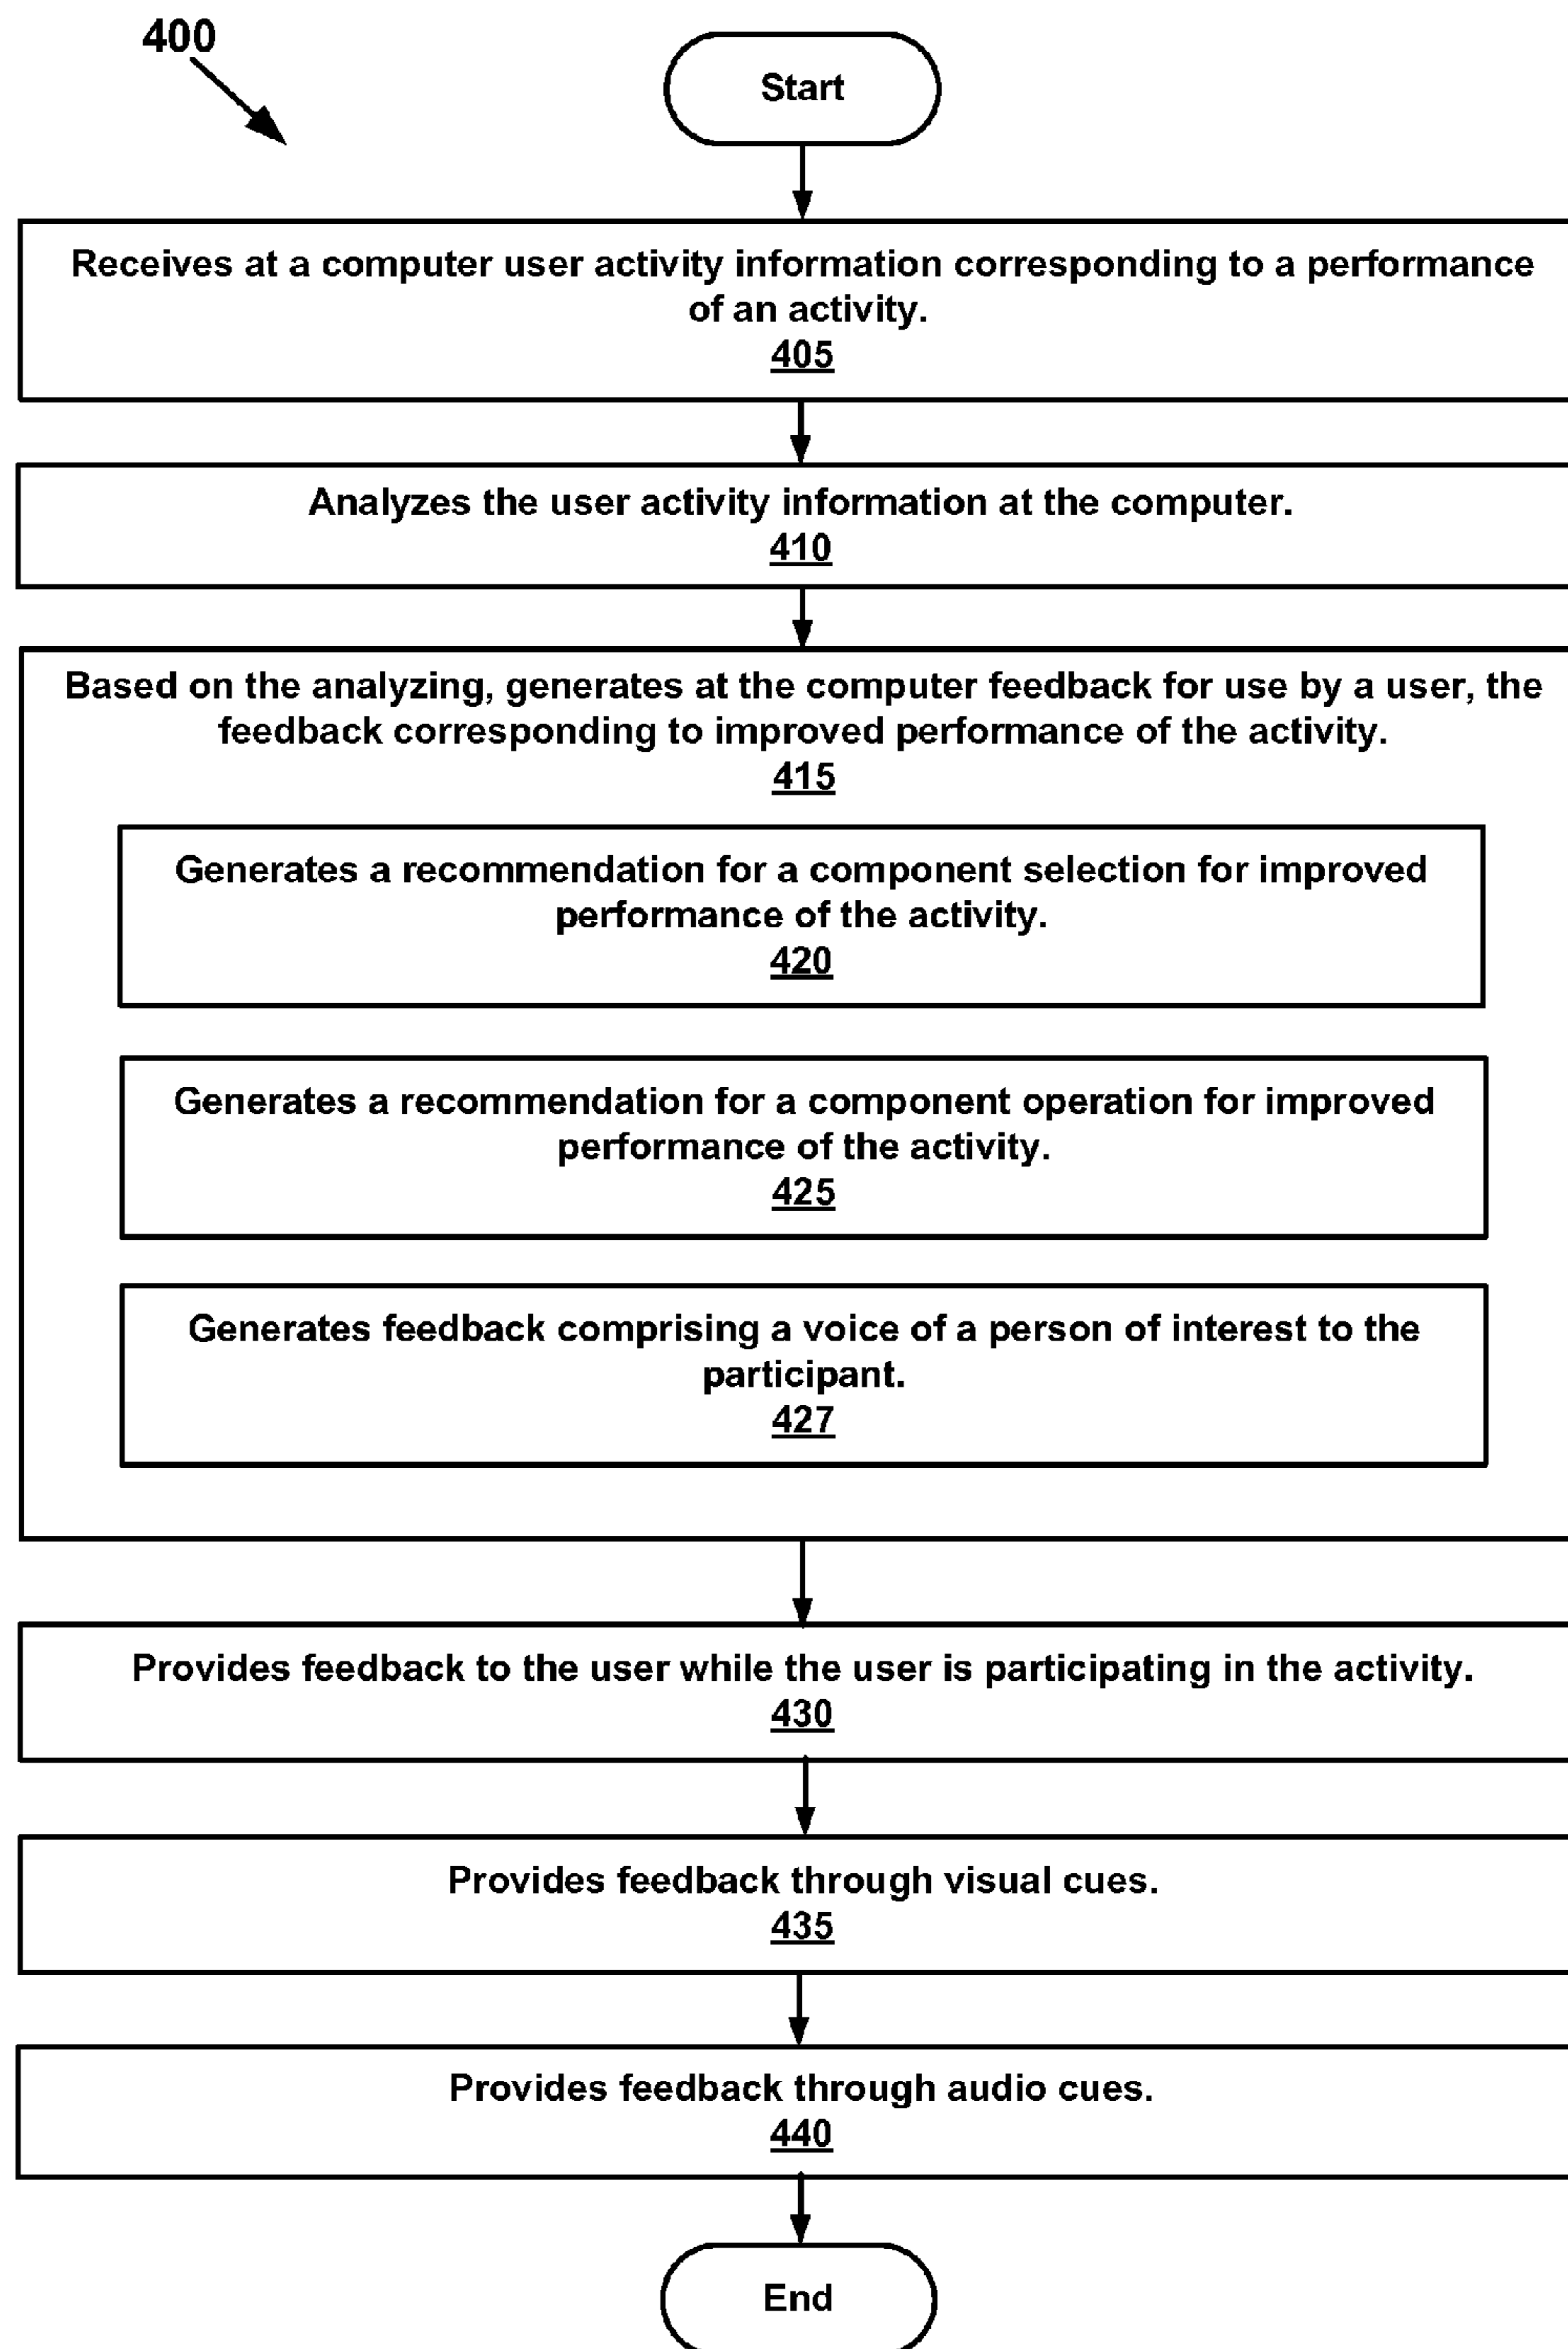 400
Start
Receives at a computer user activity information corresponding to a performance
of an activity.
405
Analyzes the user activity information at the computer.
410
Based on the analyzing, generates at the computer feedback for use by a user, the
feedback corresponding to improved performance of the activity.
415
Generates a recommendation for a component selection for improved
performance of the activity.
420
Generates a recommendation for a component operation for improved
performance of the activity.
425
Generates feedback comprising a voice of a person of interest to the
participant.
427
Provides feedback to the user while the user is participating in the activity.
430
Provides feedback through visual cues.
435
Provides feedback through audio cues.
440
End